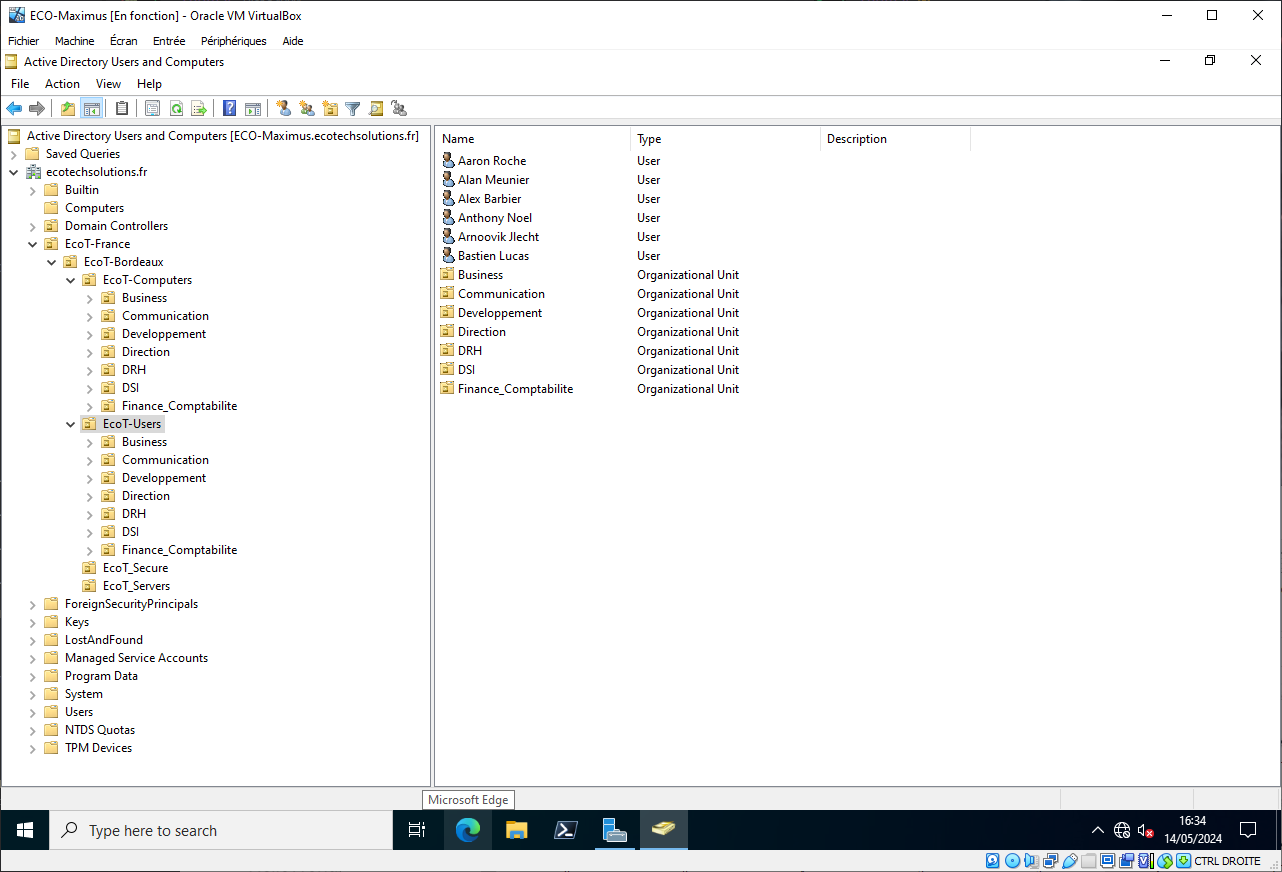 ECO-Maximus [En fonction] - Oracle VM VirtualBox
Fichier Machine Écran Entrée Périphériques Aide
Active Directory Users and Computers
File Action View Help
Active Directory Users and Computers [ECO-Maximus.ecotechsolutions.fr]
Saved Queries
ecotechsolutions.fr
Builtin
Computers
Domain Controllers
EcoT-France
EcoT-Bordeaux
EcoT-Computers
Business
Communication
Developpement
Direction
DRH
DSI
Finance_Comptabilite
EcoT-Users
Business
Communication
Developpement
Direction
DRH
DSI
Finance_Comptabilite
EcoT_Secure
EcoT_Servers
ForeignSecurityPrincipals
Keys
LostAndFound
Managed Service Accounts
Program Data
System
Users
NTDS Quotas
TPM Devices
Name Type Description
Aaron Roche User
Alan Meunier User
Alex Barbier User
Anthony Noel User
Arnoovik Jlecht User
Bastien Lucas User
Business Organizational Unit
Communication Organizational Unit
Developpement Organizational Unit
Direction Organizational Unit
DRH Organizational Unit
DSI Organizational Unit
Finance_Comptabilite Organizational Unit
Microsoft Edge
Type here to search
16:34
14/05/2024
CTRL DROITE